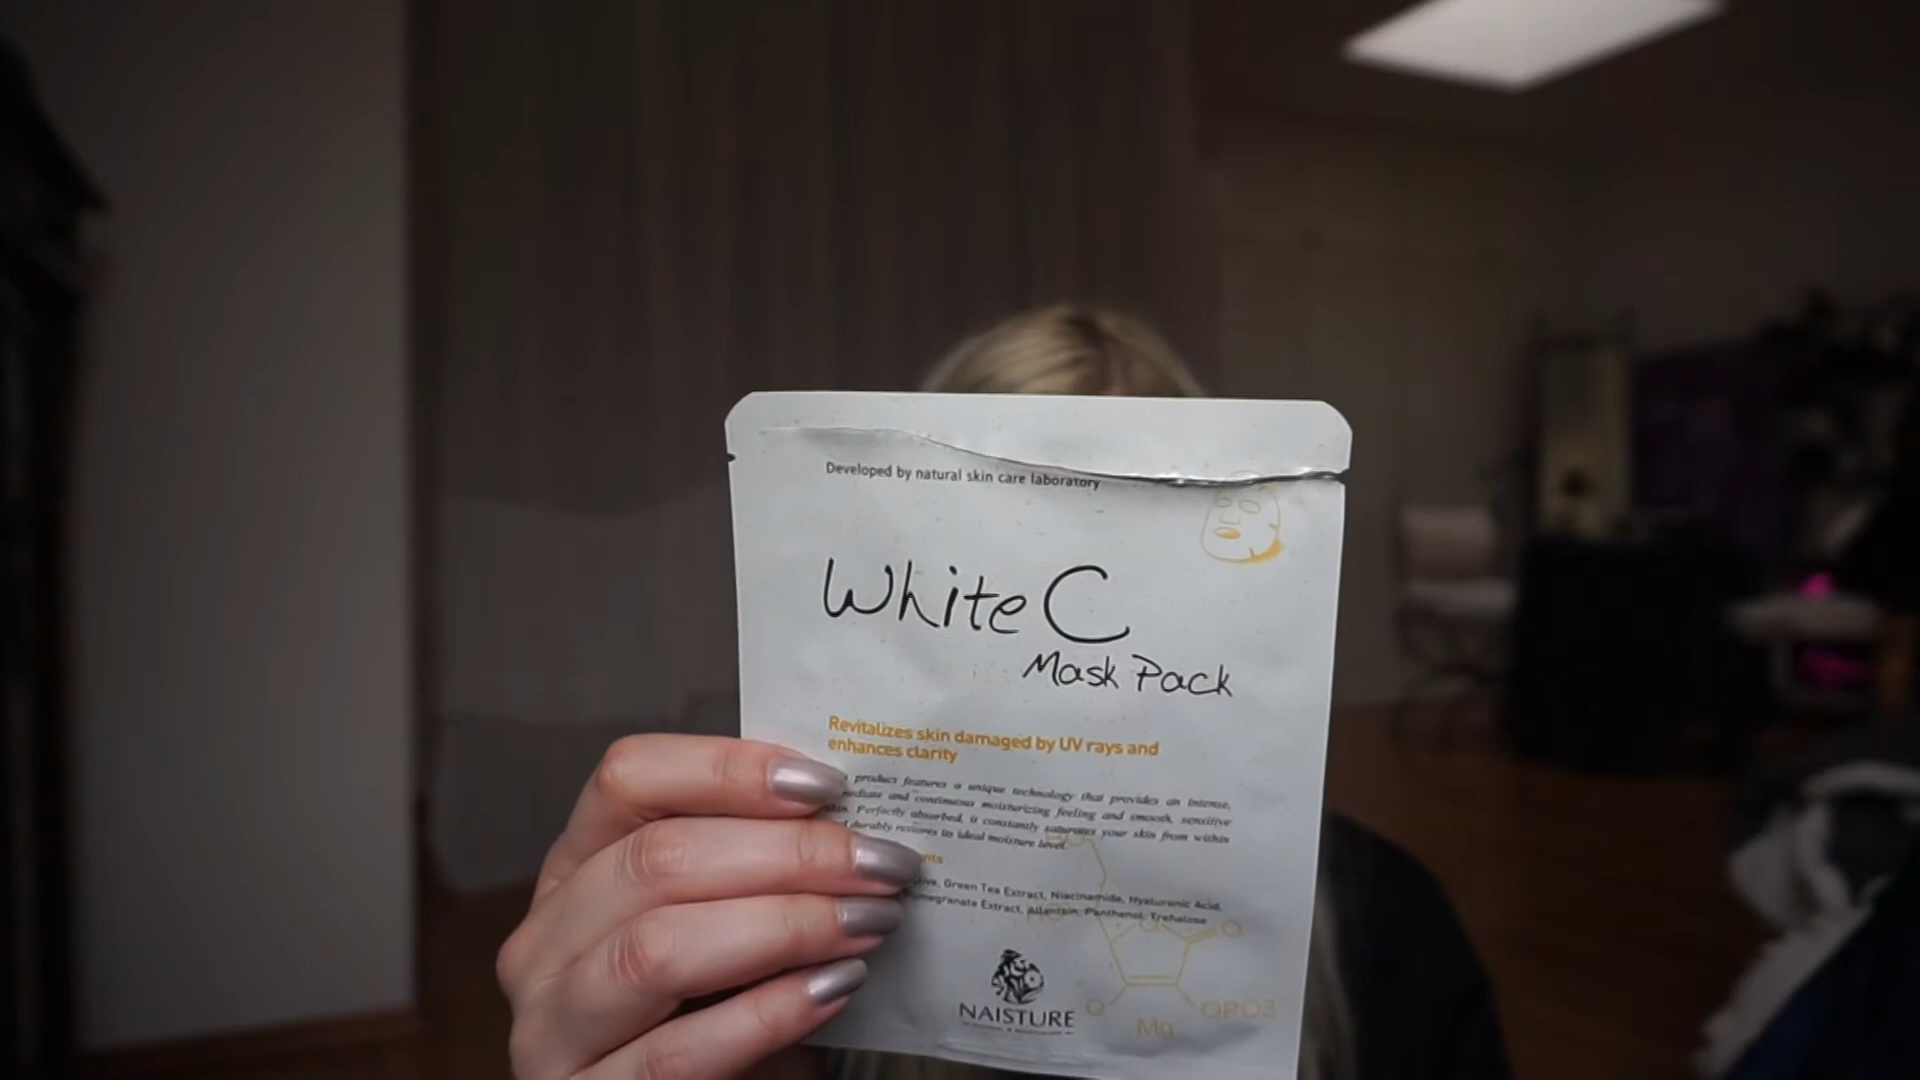 Developed by natural skin care laboratory
White C
Mask Pack
Revitalizes skin damaged by UV rays and
enhances clarity
product features a unique technology that provides an intense,
and continuous moisturizing feeling and smooth, sensitive
Perfectly absorbed, it constantly saturates your skin from within
durably restores its ideal moisture level.
Green Tea Extract, Niacinamide, Hyaluronic Acid,
Extract, Allantoin, Panthenol, Trehalose
O
O
O
OPO3
Mg
NAISTURE